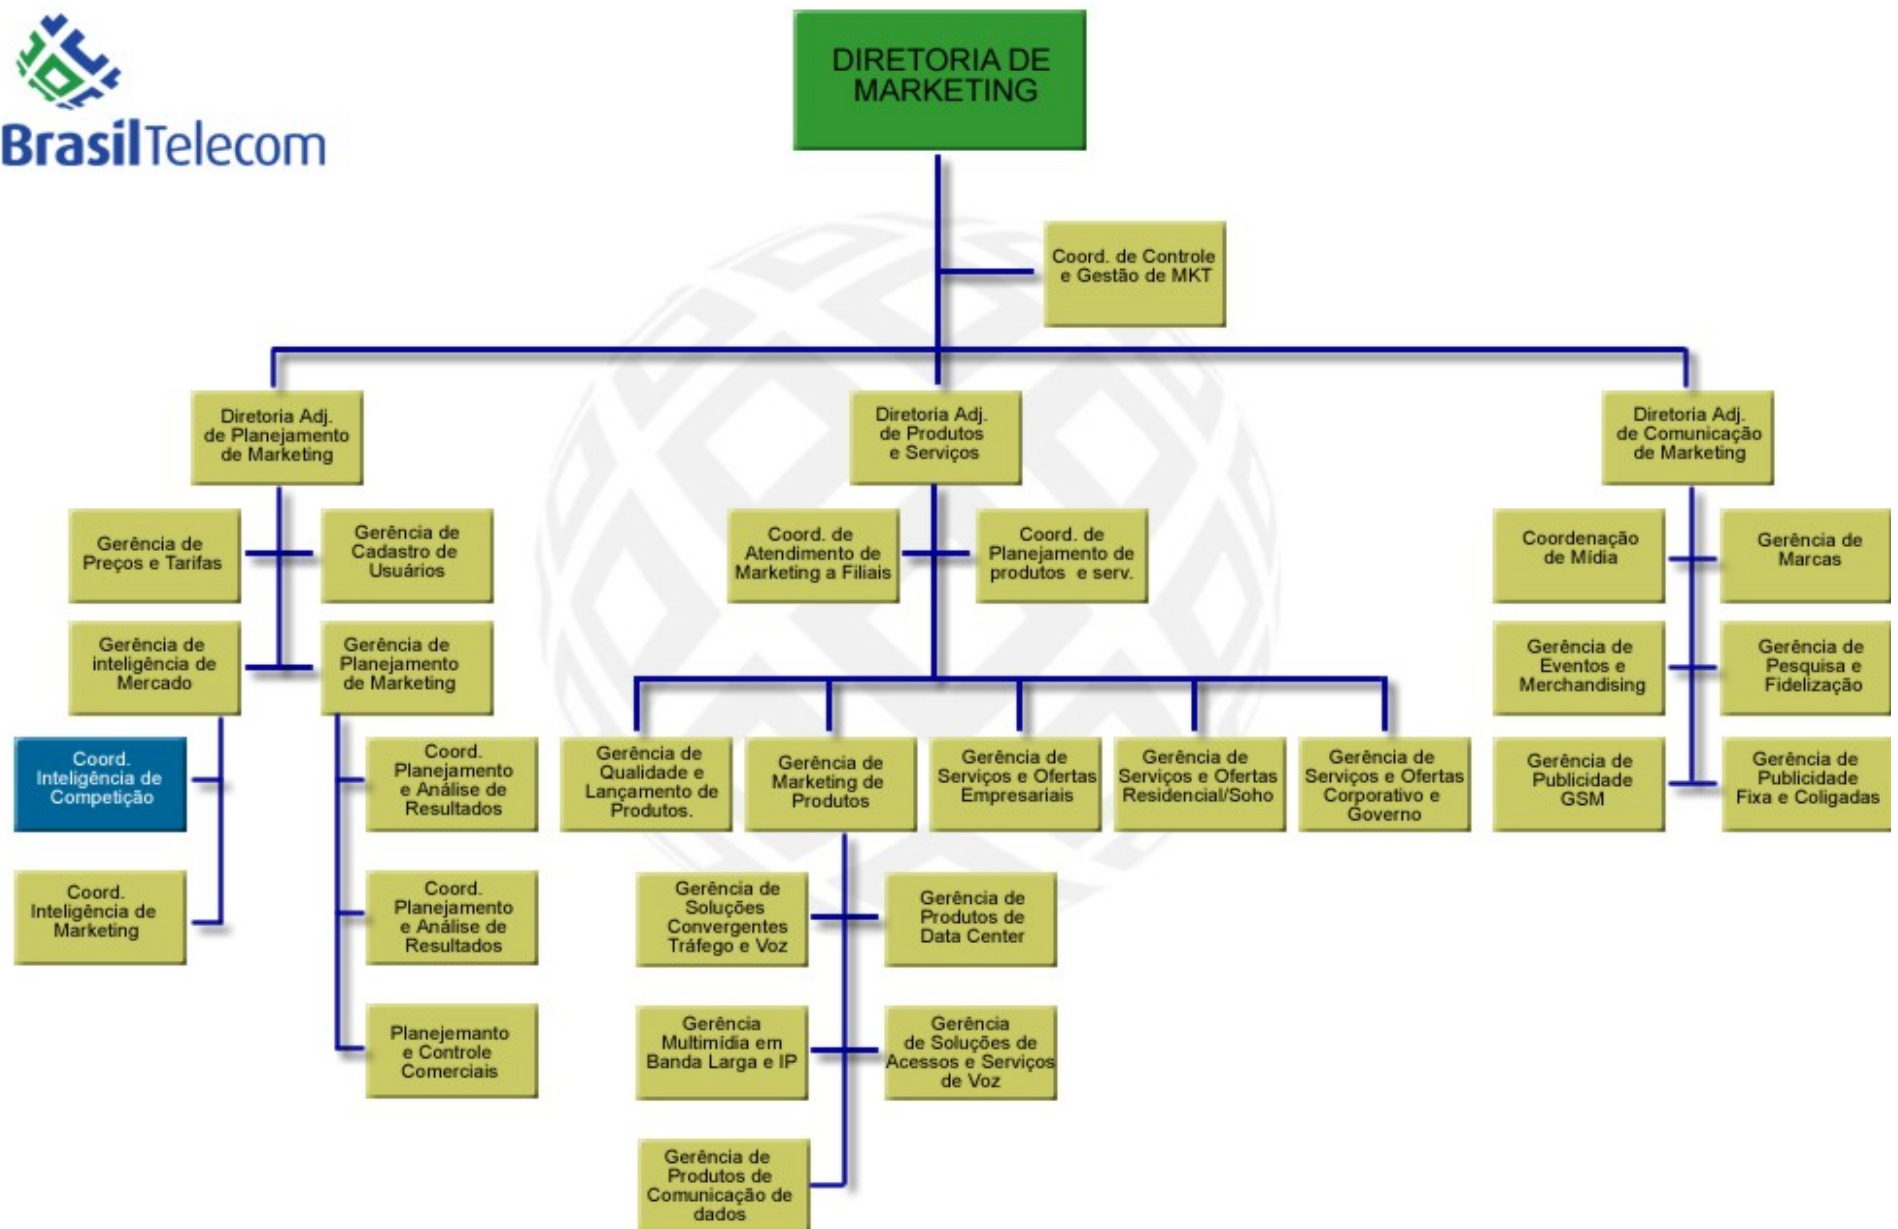 BrasilTelecom
DIRETORIA DE
MARKETING
Coord. de Controle
e Gestão de MKT
Diretoria Adj.
de Planejamento
de Marketing
Diretoria Adj.
de Produtos
e Serviços
Diretoria Adj.
de Comunicação
de Marketing
Gerência de
Preços e Tarifas
Gerência de
Cadastro de
Usuários
Coord. de
Atendimento de
Marketing a Filiais
Coord. de
Planejamento de
produtos e serv.
Coordenação
de Mídia
Gerência de
Marcas
Gerência de
inteligência de
Mercado
Gerência de
Planejamento
de Marketing
Gerência de
Eventos e
Merchandising
Gerência de
Pesquisa e
Fidelização
Coord.
Inteligência de
Competição
Coord.
Planejamento
e Análise de
Resultados
Gerência de
Qualidade e
Lançamento de
Produtos.
Gerência de
Marketing de
Produtos
Gerência de
Serviços e Ofertas
Empresariais
Gerência de
Serviços e Ofertas
Residencial/Soho
Gerência de
Serviços e Ofertas
Corporativo e
Governo
Gerência de
Publicidade
GSM
Gerência de
Publicidade
Fixa e Coligadas
Coord.
Inteligência de
Marketing
Coord.
Planejamento
e Análise de
Resultados
Gerência de
Soluções
Convergentes
Tráfego e Voz
Gerência de
Produtos de
Data Center
Planejemanto
e Controle
Comerciais
Gerência
Multimídia em
Banda Larga e IP
Gerência
de Soluções de
Acessos e Serviços
de Voz
Gerência de
Produtos de
Comunicação de
dados